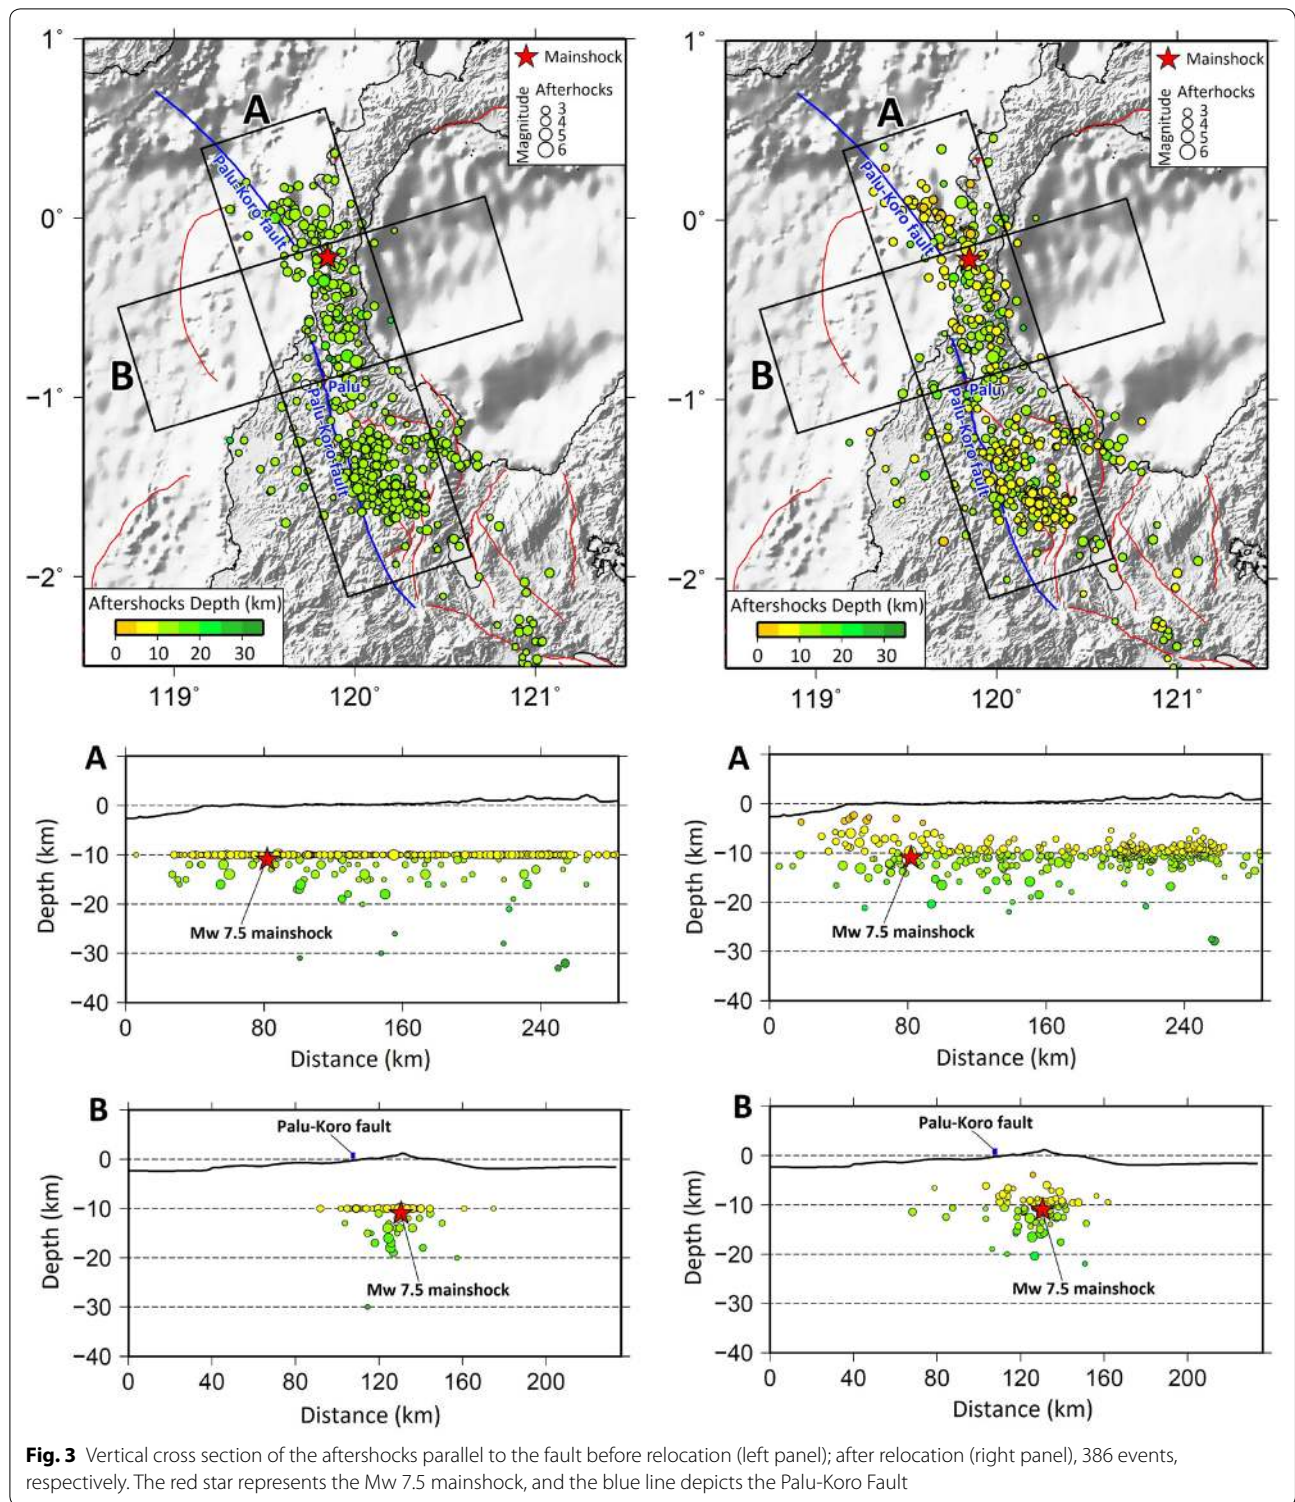 1°
0°
−1°
−2°
119°
120°
121°
A
B
Palu-Koro fault
Palu
Palu-Koro fault
Mainshock
Magnitude
Afterhocks
3
4
5
6
Aftershocks Depth (km)
0 10 20 30
1°
0°
−1°
−2°
119°
120°
121°
A
B
Palu-Koro fault
Palu
Palu-Koro fault
Mainshock
Magnitude
Afterhocks
3
4
5
6
Aftershocks Depth (km)
0 10 20 30
A
Depth (km)
0
−10
−20
−30
−40
Mw 7.5 mainshock
0 80 160 240
Distance (km)
A
Depth (km)
0
−10
−20
−30
−40
Mw 7.5 mainshock
0 80 160 240
Distance (km)
B
Palu-Koro fault
Depth (km)
0
−10
−20
−30
−40
Mw 7.5 mainshock
0 40 80 120 160 200
Distance (km)
B
Palu-Koro fault
Depth (km)
0
−10
−20
−30
−40
Mw 7.5 mainshock
0 40 80 120 160 200
Distance (km)
Fig. 3 Vertical cross section of the aftershocks parallel to the fault before relocation (left panel); after relocation (right panel), 386 events,
respectively. The red star represents the Mw 7.5 mainshock, and the blue line depicts the Palu-Koro Fault